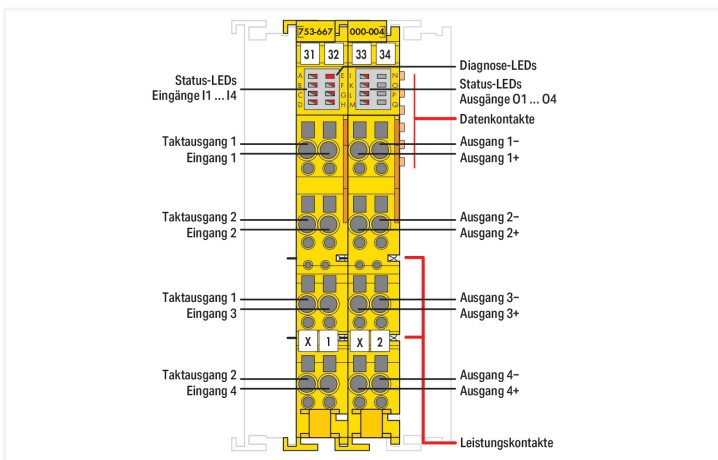 753-667 000-004
31 32 33 34
A E I N
B F K O
C G L P
D H M Q
Diagnose-LEDs
Status-LEDs
Eingänge I1 ... I4
Status-LEDs
Ausgänge O1 ... O4
Datenkontakte
Taktausgang 1
Eingang 1
Ausgang 1–
Ausgang 1+
Taktausgang 2
Eingang 2
Ausgang 2–
Ausgang 2+
Taktausgang 1
Eingang 3
Ausgang 3–
Ausgang 3+
X 1 X 2
Taktausgang 2
Eingang 4
Ausgang 4–
Ausgang 4+
Leistungskontakte